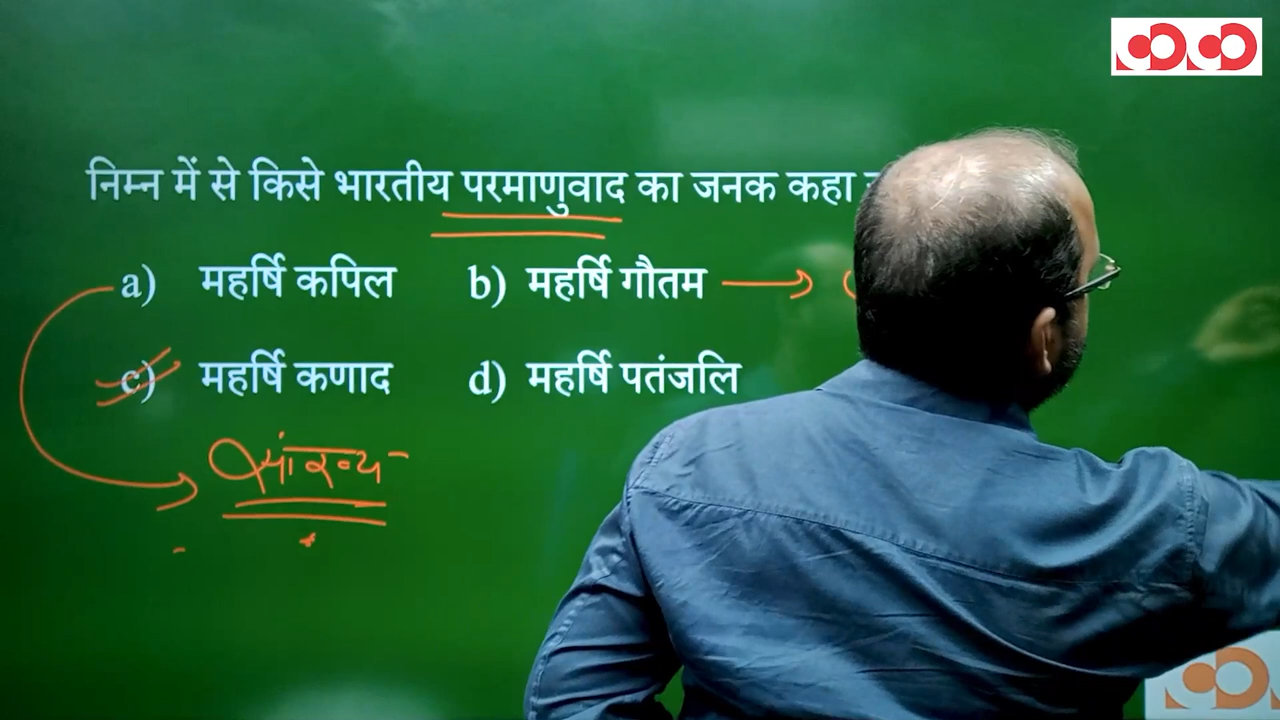 निम्न में से किसे भारतीय परमाणुवाद का जनक कहा
a) महर्षि कपिल b) महर्षि गौतम
c) महर्षि कणाद d) महर्षि पतंजलि
सांख्य